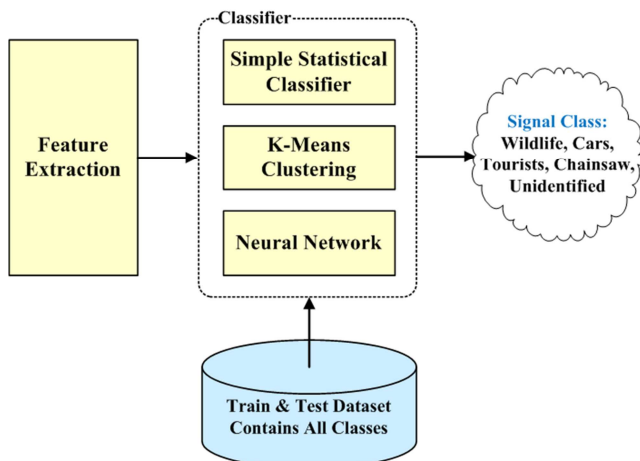 Classifier
Feature
Extraction
Simple Statistical
Classifier
K-Means
Clustering
Neural Network
Signal Class:
Wildlife, Cars,
Tourists, Chainsaw,
Unidentified
Train & Test Dataset
Contains All Classes